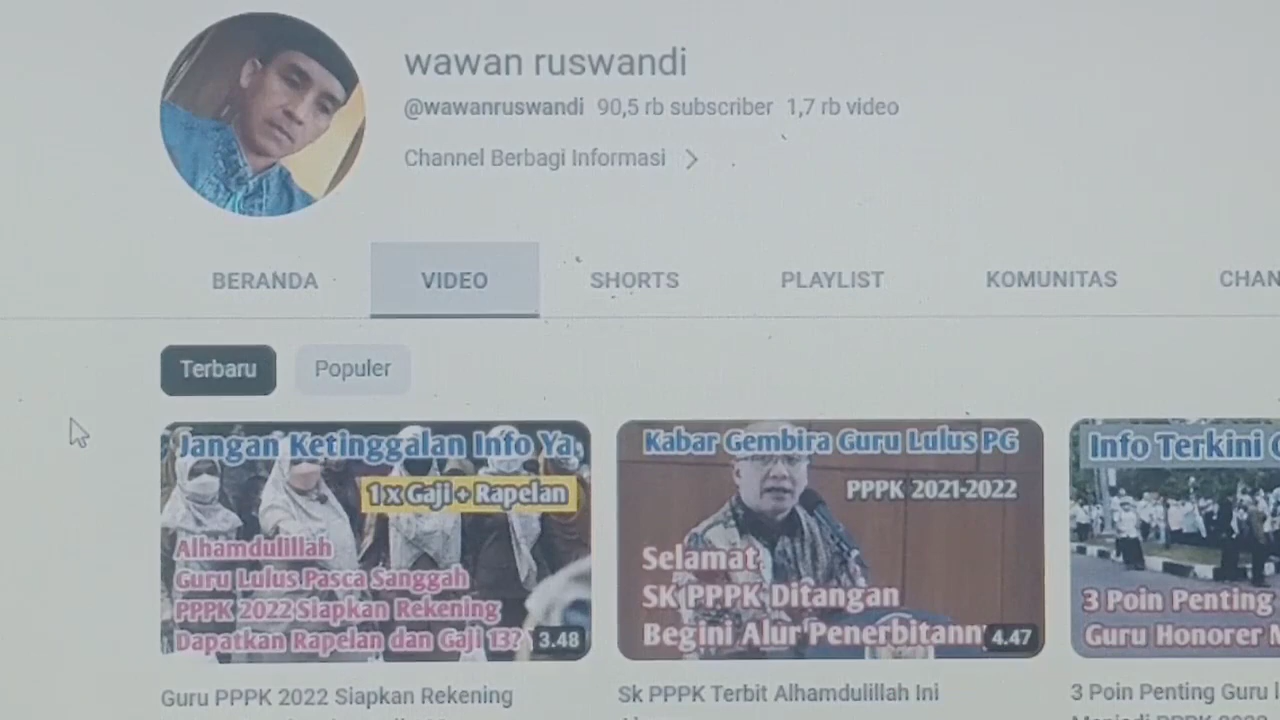 wawan ruswandi
@wawanruswandi 90,5 rb subscriber 1,7 rb video
Channel Berbagi Informasi
BERANDA VIDEO SHORTS PLAYLIST KOMUNITAS CHAN
Terbaru Populer
Jangan Ketinggalan Info Ya,
1 x Gaji + Rapelan
Alhamdulillah
Guru Lulus Pasca Sanggah
PPPK 2022 Siapkan Rekening
Dapatkan Rapelan dan Gaji 13?
3.48
Kabar Gembira Guru Lulus PG
PPPK 2021-2022
Selamat
SK PPPK Ditangan
Begini Alur Penerbitann
4.47
Info Terkini
3 Poin Penting
Guru Honorer
Guru PPPK 2022 Siapkan Rekening
Sk PPPK Terbit Alhamdulillah Ini
3 Poin Penting Guru